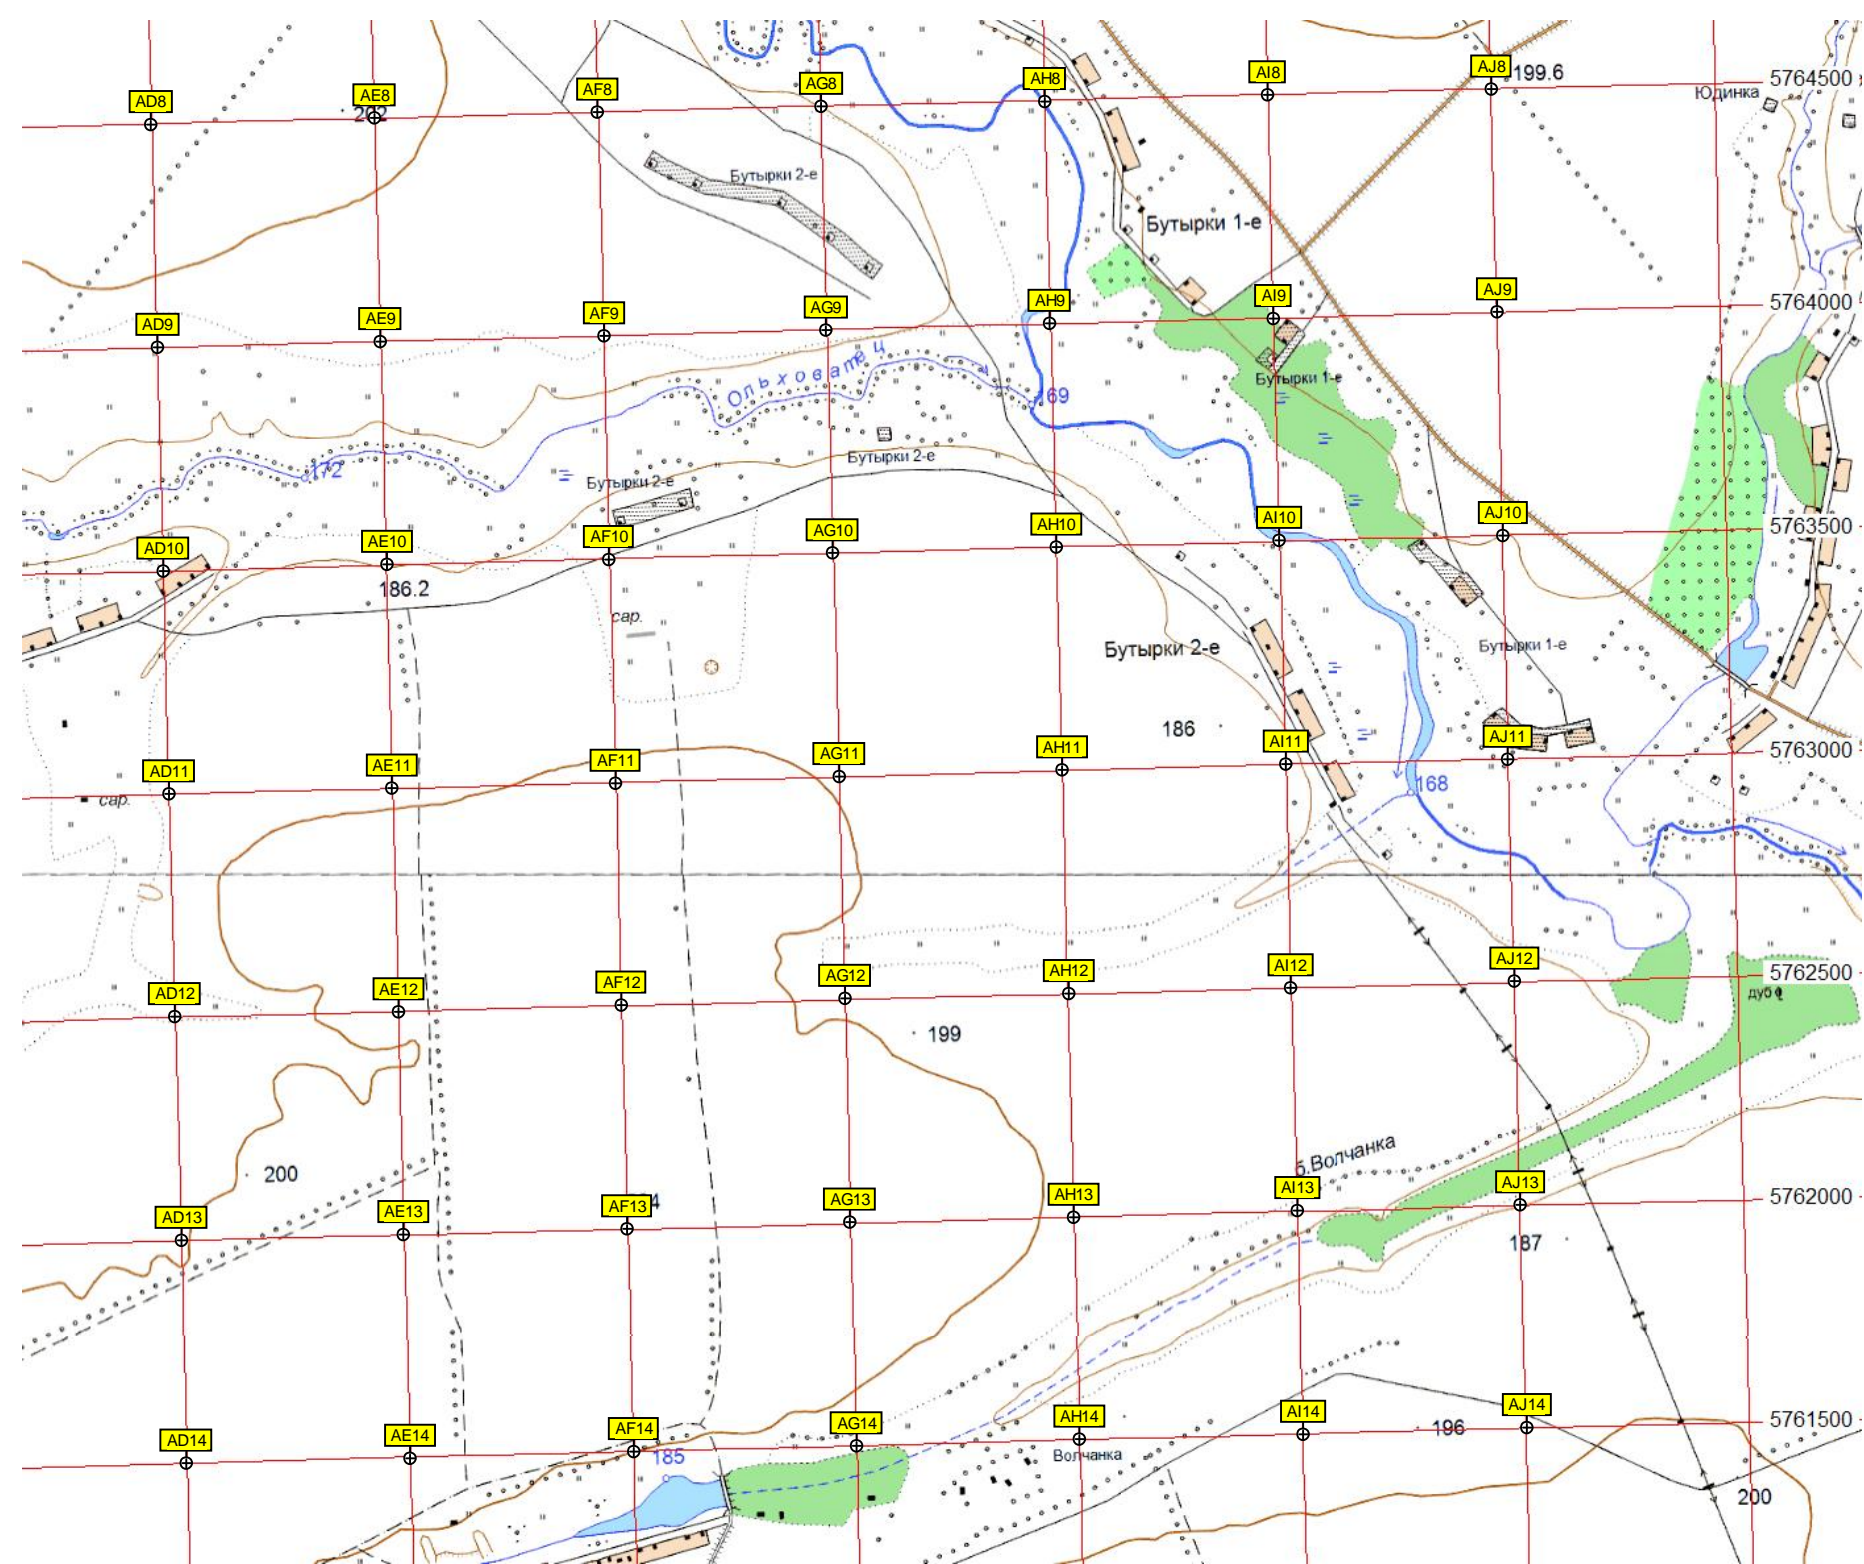 AD8
AE8
AF8
AG8
AH8
AI8
AJ8
199.6
5764500
Юдинка
Бутырки 2-е
Бутырки 1-е
AD9
AE9
AF9
AG9
AH9
AI9
AJ9
5764000
Ольховатец
Бутырки 1-е
169
172
Бутырки 2-е
Бутырки 2-е
AD10
AE10
AF10
AG10
AH10
AI10
AJ10
5763500
186.2
сар.
Бутырки 2-е
Бутырки 1-е
186
AD11
AE11
AF11
AG11
AH11
AI11
AJ11
5763000
сар.
168
AD12
AE12
AF12
AG12
AH12
AI12
AJ12
5762500
дуб
199
б.Волчанка
200
AD13
AE13
AF13
AG13
AH13
AI13
AJ13
5762000
187
AD14
AE14
AF14
AG14
AH14
AI14
AJ14
5761500
185
Волчанка
196
200